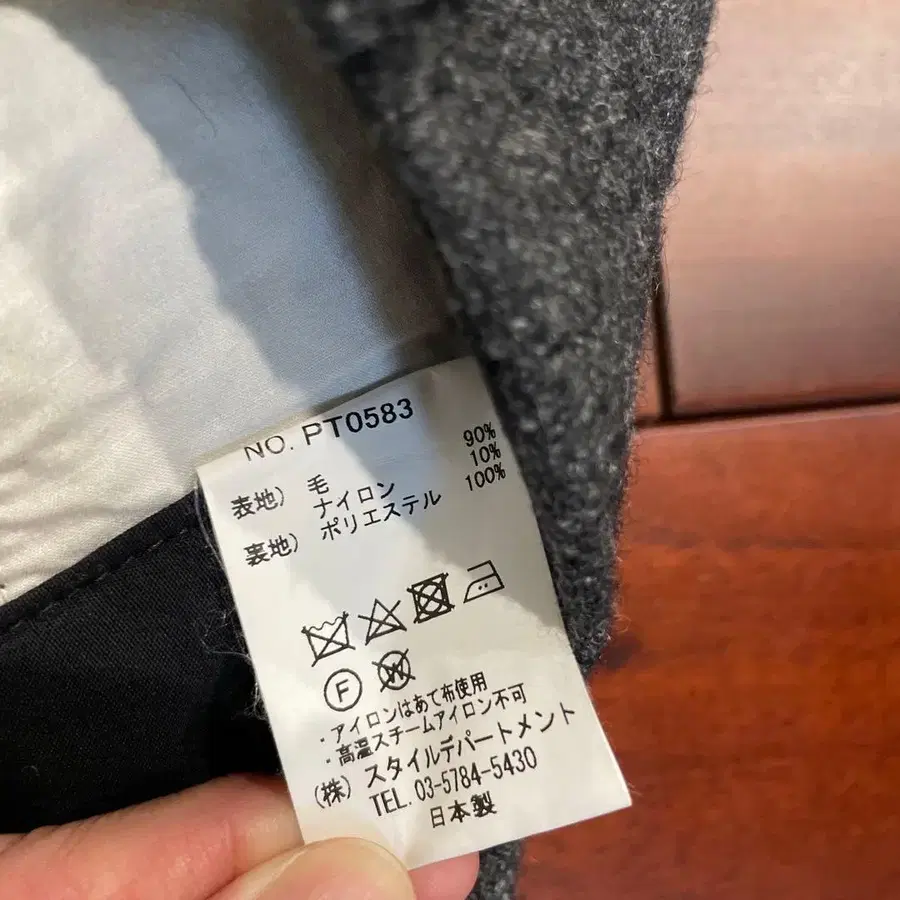 NO. PT0583
表地) 毛 90%
ナイロン 10%
裏地) ポリエステル 100%
F W
・アイロンはあて布使用
・高温スチームアイロン不可
(株) スタイルデパートメント
TEL. 03-5784-5430
日本製